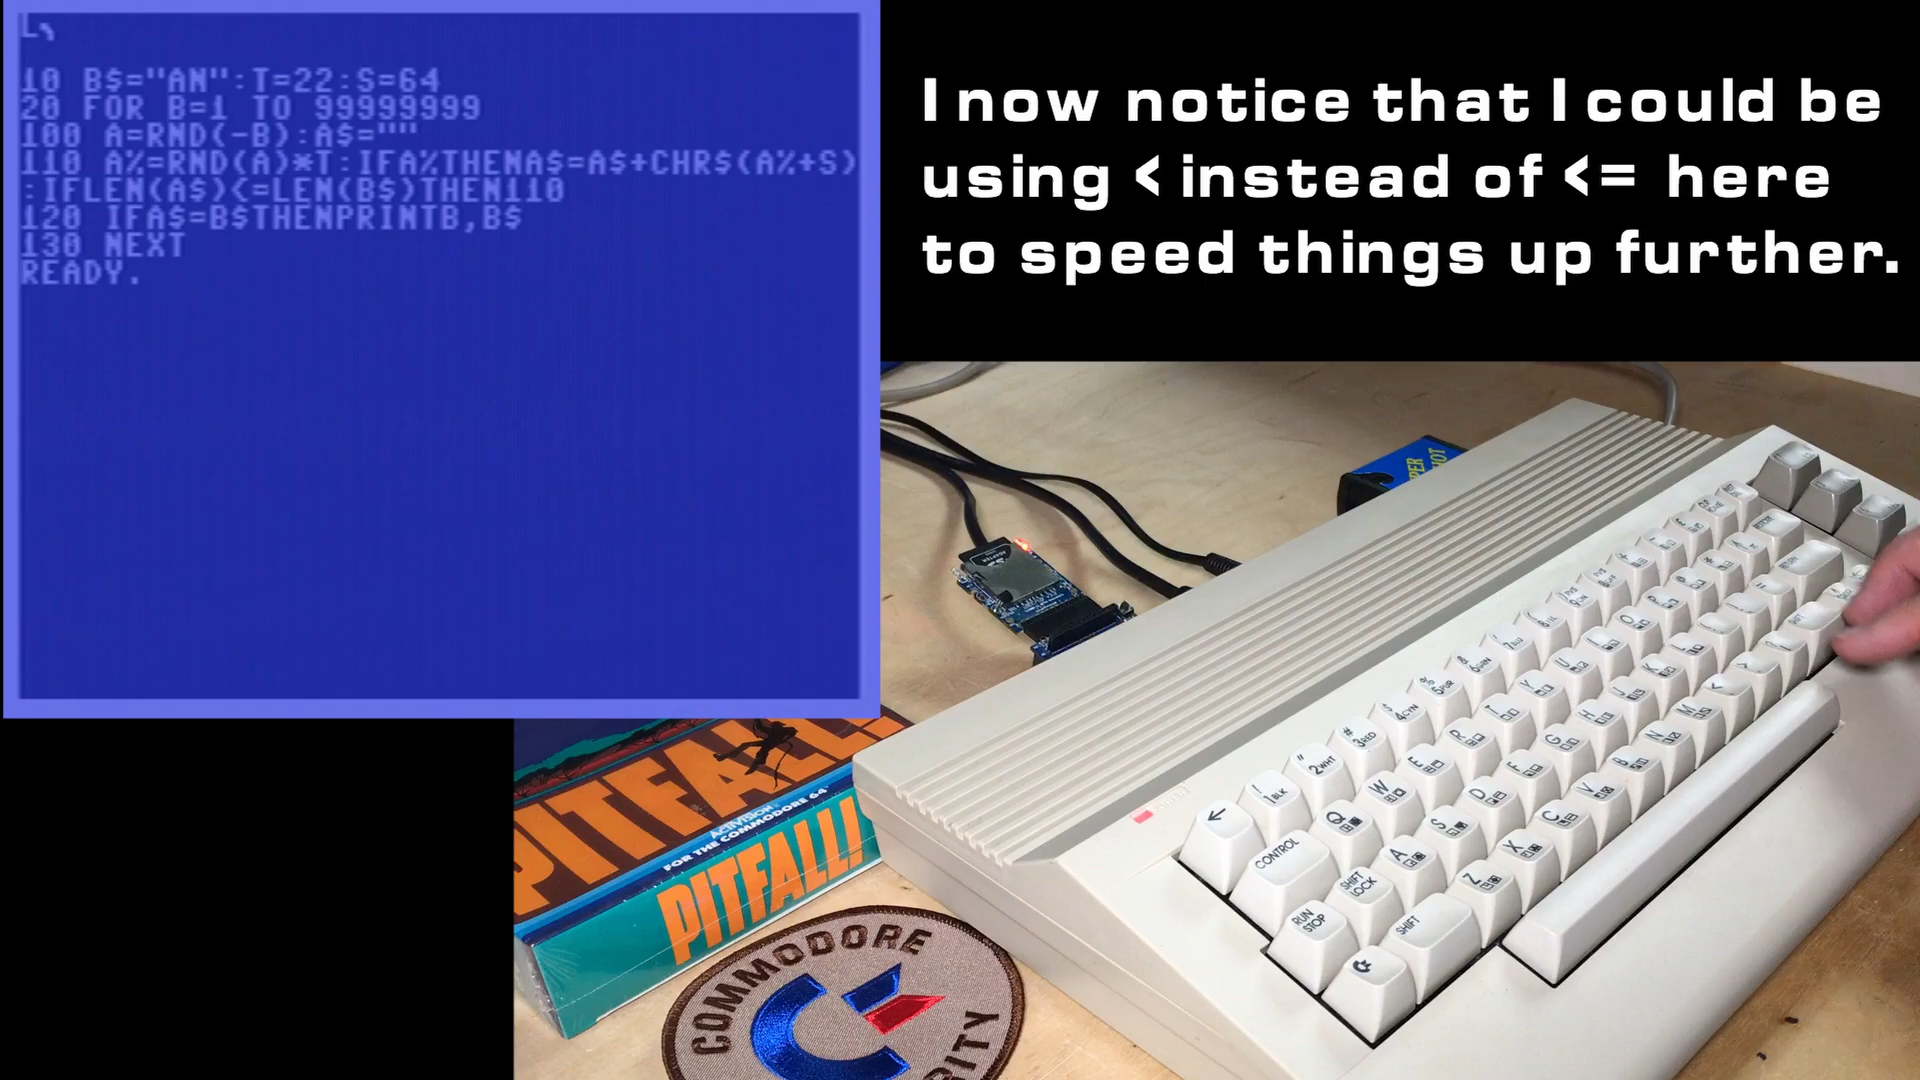 L┐
10 B$="AN":T=22:S=64
20 FOR B=1 TO 99999999
100 A=RND(-B):A$=""
110 A%=RND(A)*T:IFA%THENA$=A$+CHR$(A%+S)
:IFLEN(A$)<=LEN(B$)THEN110
120 IFA$=B$THENPRINTB,B$
130 NEXT
READY.
I now notice that I could be
using < instead of <= here
to speed things up further.
PITFALL!
ACTIVISION
FOR THE COMMODORE 64
PITFALL!
COMMODORE
CONTROL
SHIFT
LOCK
RUN
STOP
SHIFT